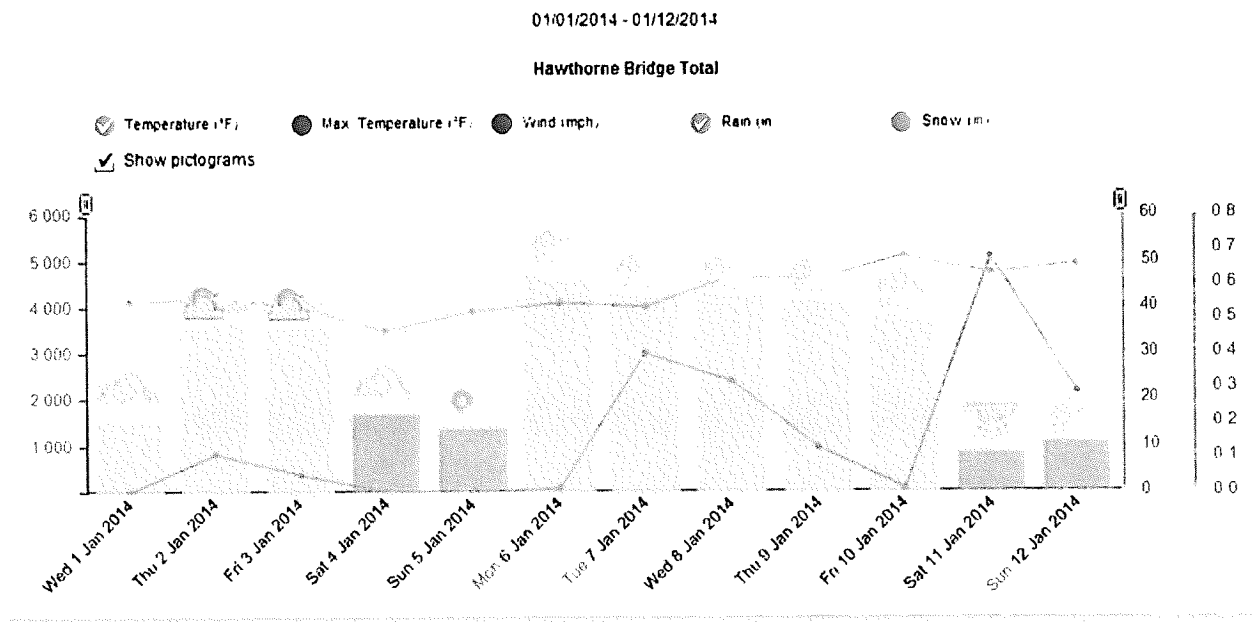 01/01/2014 - 01/12/2014
Hawthorne Bridge Total
Temperature (°F) Max. Temperature (°F) Wind (mph) Rain (in Snow (in)
Show pictograms
6 000 60 0 8
5 000 50 0 7
4 000 40 0 6
3 000 30 0 5
2 000 20 0 4
1 000 10 0 3
0 0 2
0 1
0 0
Wed 1 Jan 2014
Thu 2 Jan 2014
Fri 3 Jan 2014
Sat 4 Jan 2014
Sun 5 Jan 2014
Mon 6 Jan 2014
Tue 7 Jan 2014
Wed 8 Jan 2014
Thu 9 Jan 2014
Fri 10 Jan 2014
Sat 11 Jan 2014
Sun 12 Jan 2014